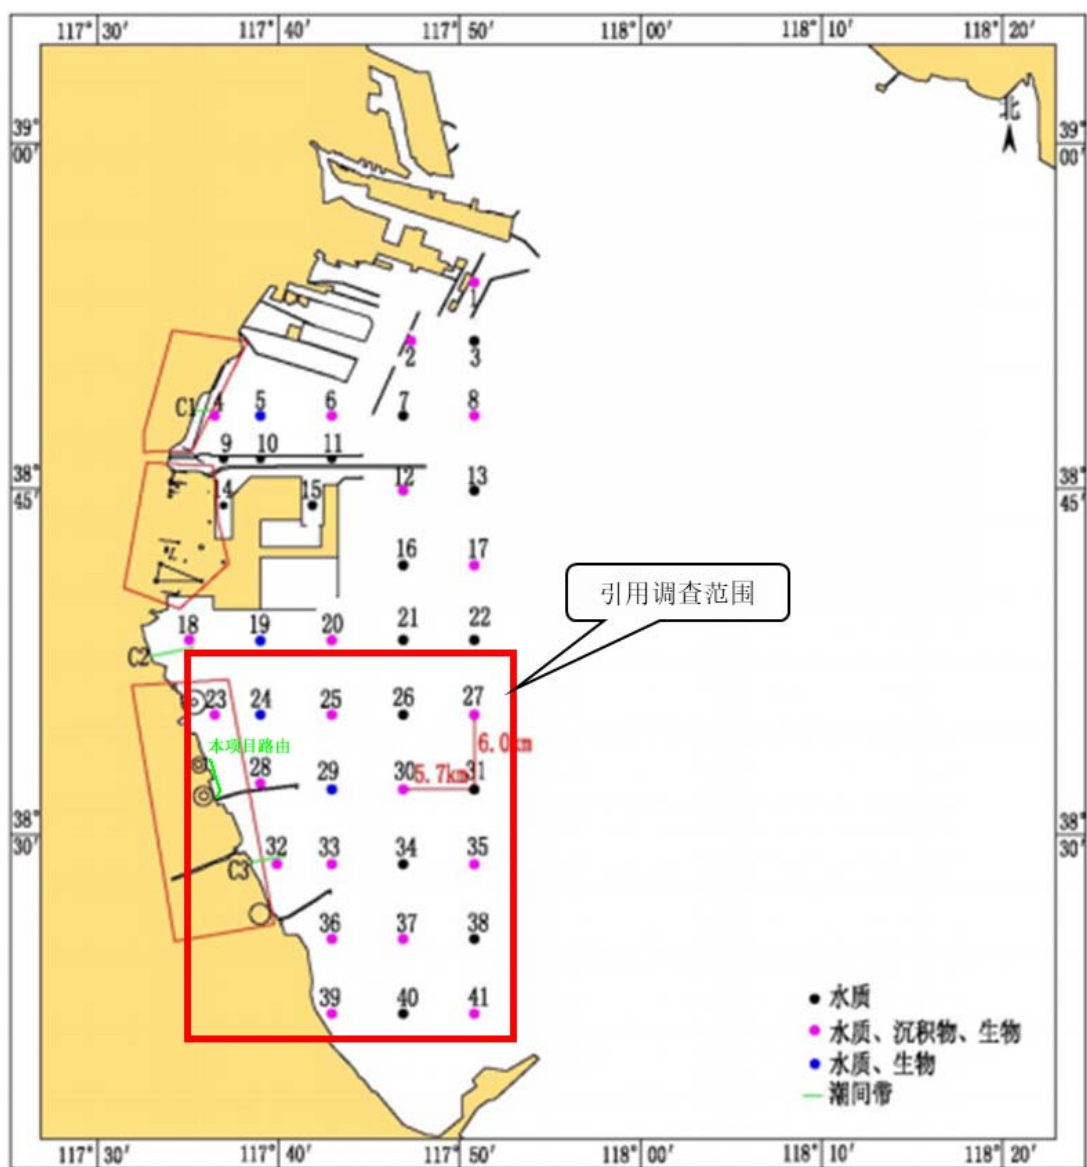 117° 30′ 117° 40′ 117° 50′ 118° 00′ 118° 10′ 118° 20′
北
39° 00′ 39° 00′
1
2 3
C1 4 5 6 7 8
9 10 11
38° 45′ 12 13 38° 45′
14 15
16 17
引用调查范围
18 19 20 21 22
C2
23 24 25 26 27
本项目路由 6.0km
28 29 30 5.7km 31
38° 30′ 38° 30′
32 33 34 35
C3
36 37 38
39 40 41
水质
水质、沉积物、生物
水质、生物
潮间带
117° 30′ 117° 40′ 117° 50′ 118° 00′ 118° 10′ 118° 20′